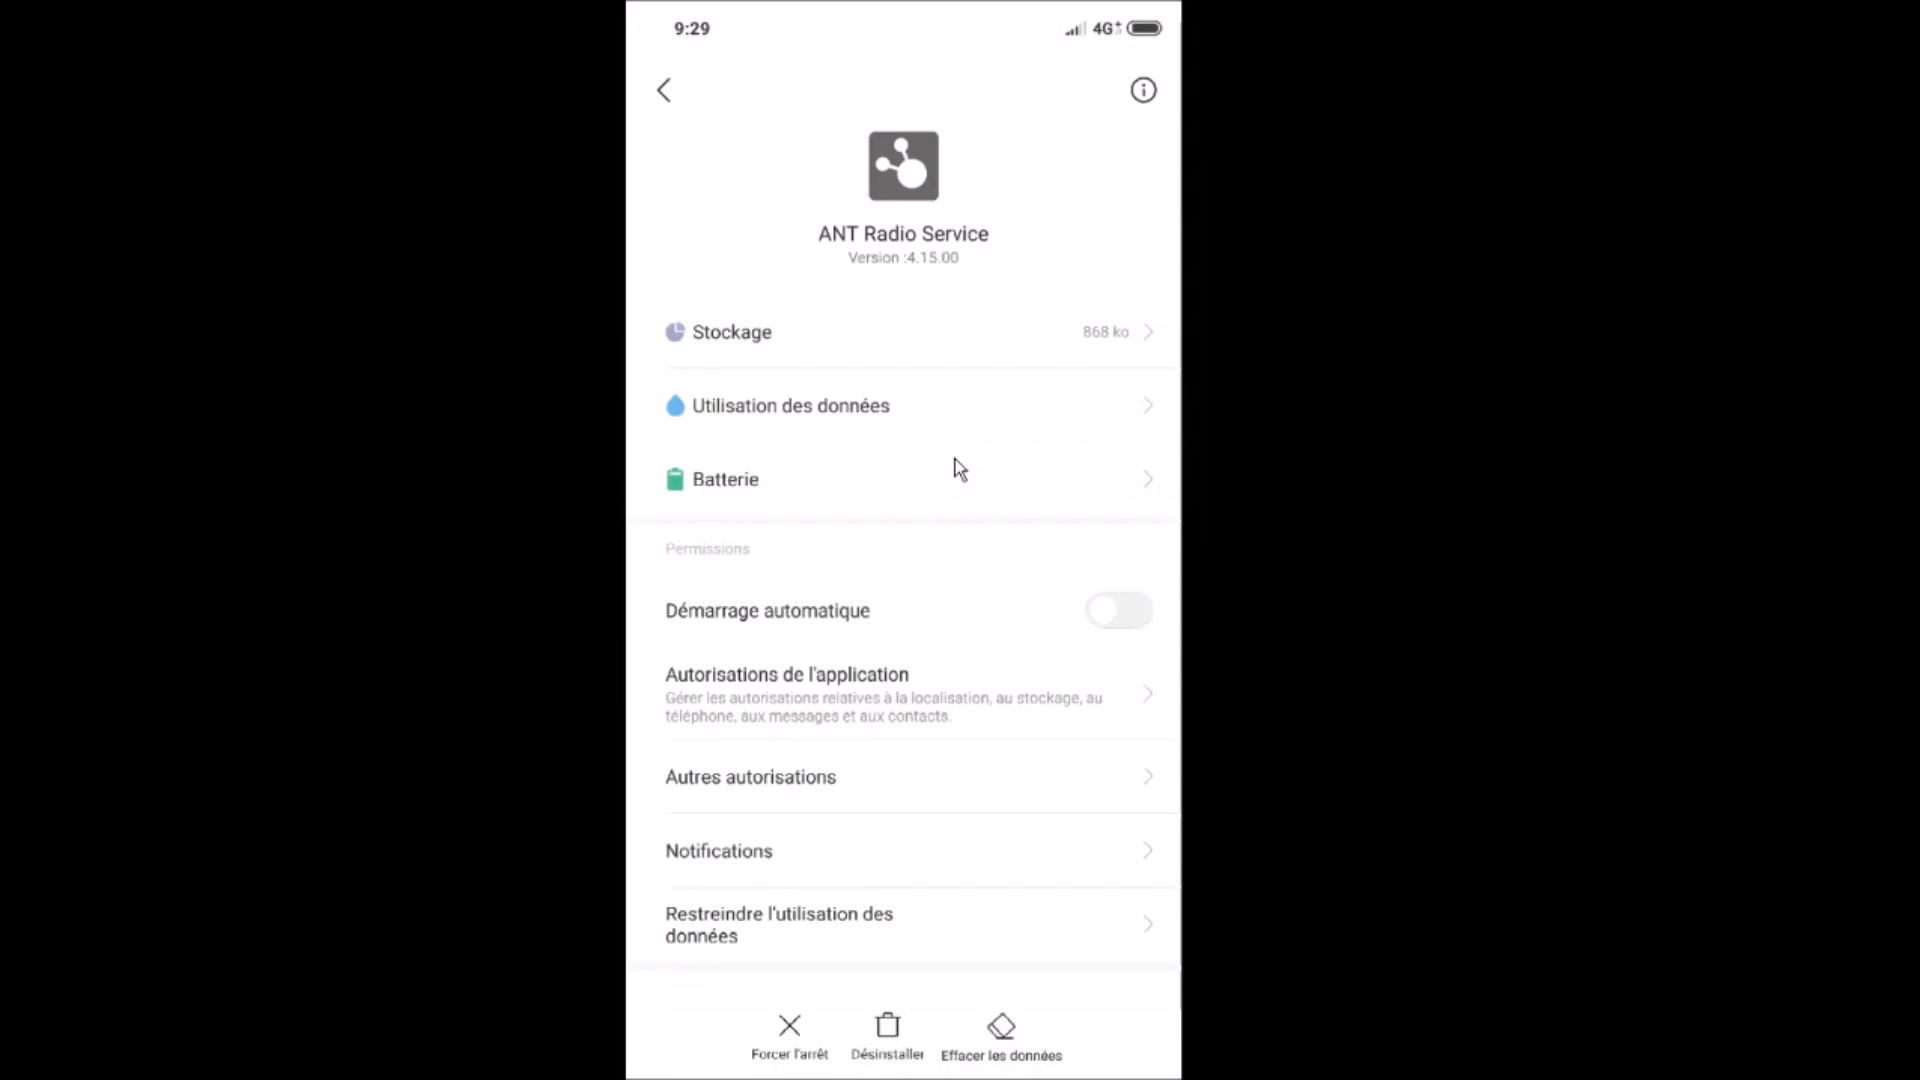 9:29
4G+
ANT Radio Service
Version :4.15.00
Stockage
868 ko
Utilisation des données
Batterie
Permissions
Démarrage automatique
Autorisations de l'application
Gérer les autorisations relatives à la localisation, au stockage, au
téléphone, aux messages et aux contacts.
Autres autorisations
Notifications
Restreindre l'utilisation des
données
Forcer l'arrêt
Désinstaller
Effacer les données